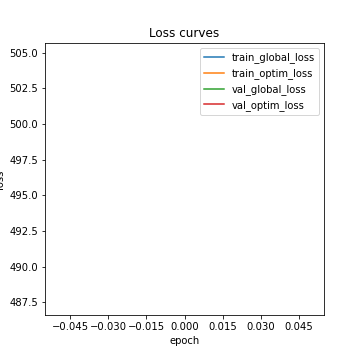 Loss curves
505.0
502.5
500.0
497.5
495.0
492.5
490.0
487.5
loss
train_global_loss
train_optim_loss
val_global_loss
val_optim_loss
−0.045 −0.030 −0.015 0.000 0.015 0.030 0.045
epoch